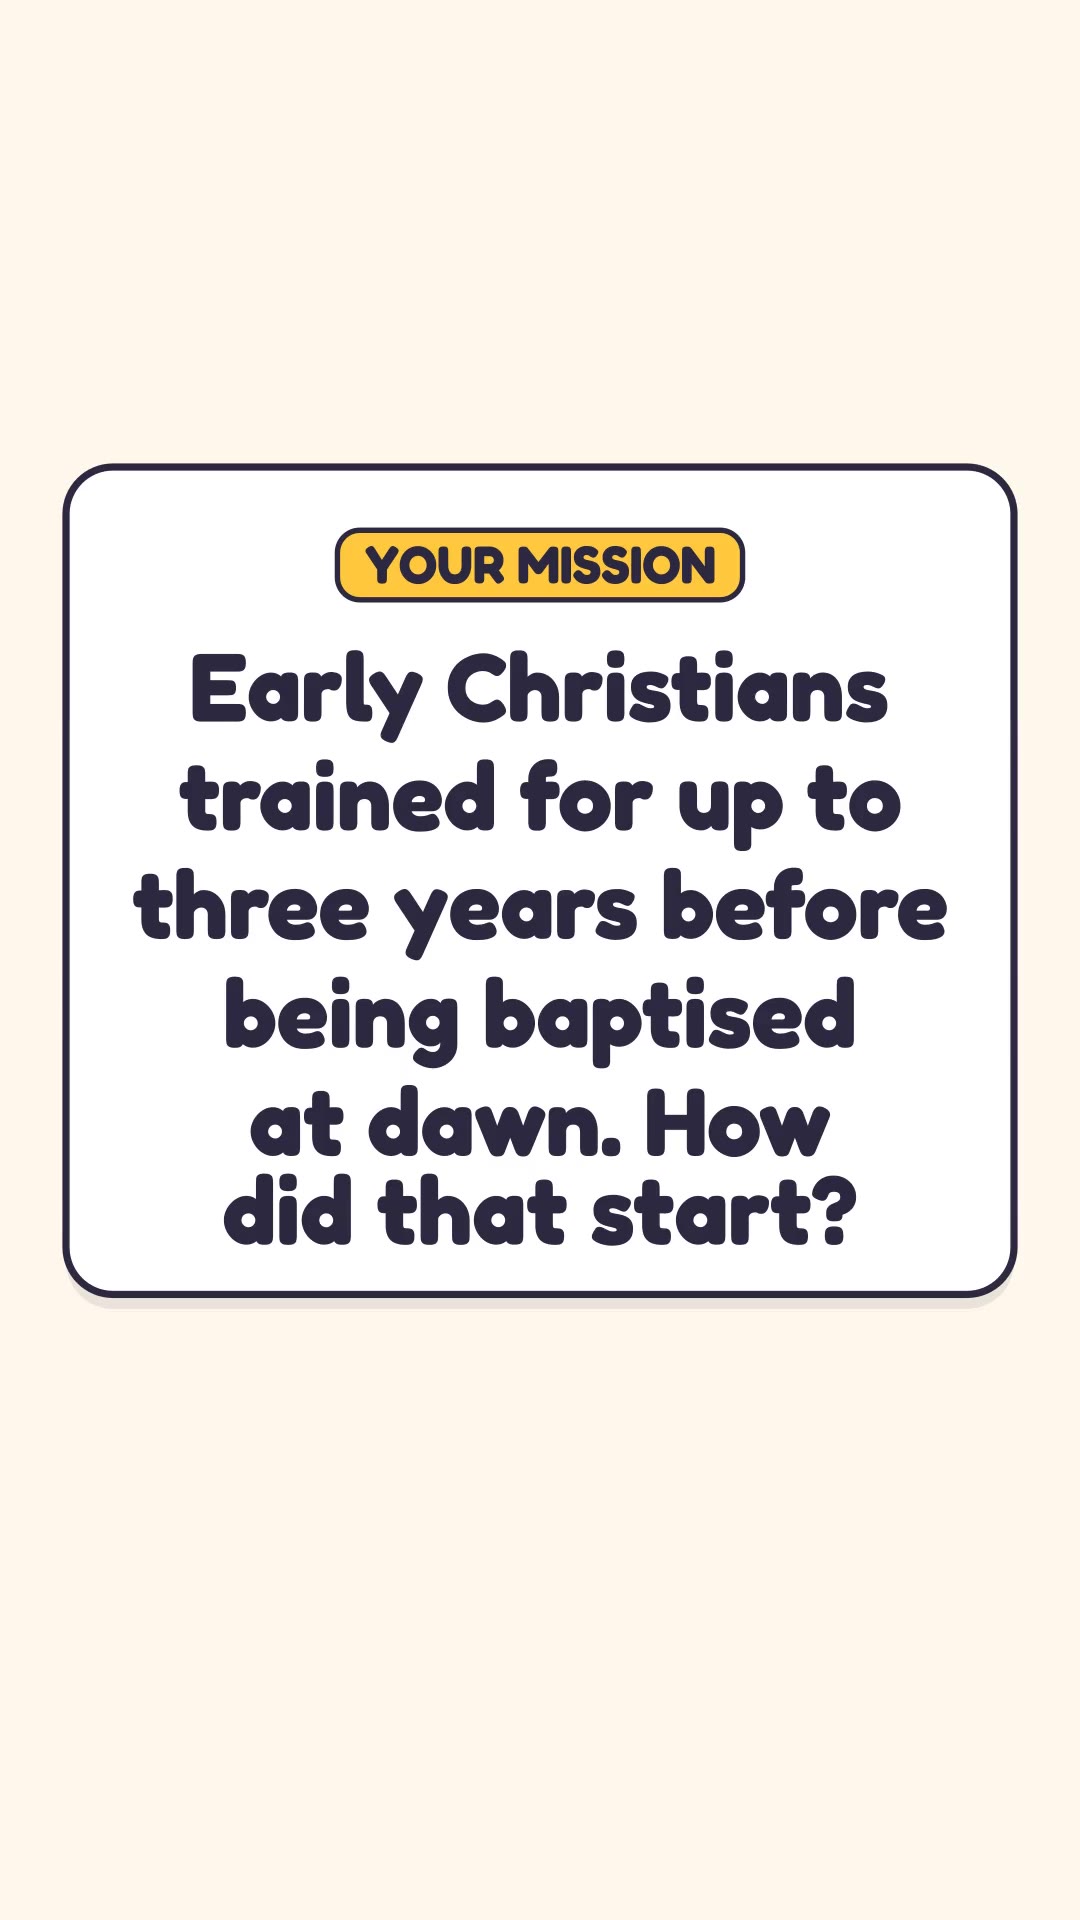 YOUR MISSION
Early Christians
trained for up to
three years before
being baptised
at dawn. How
did that start?